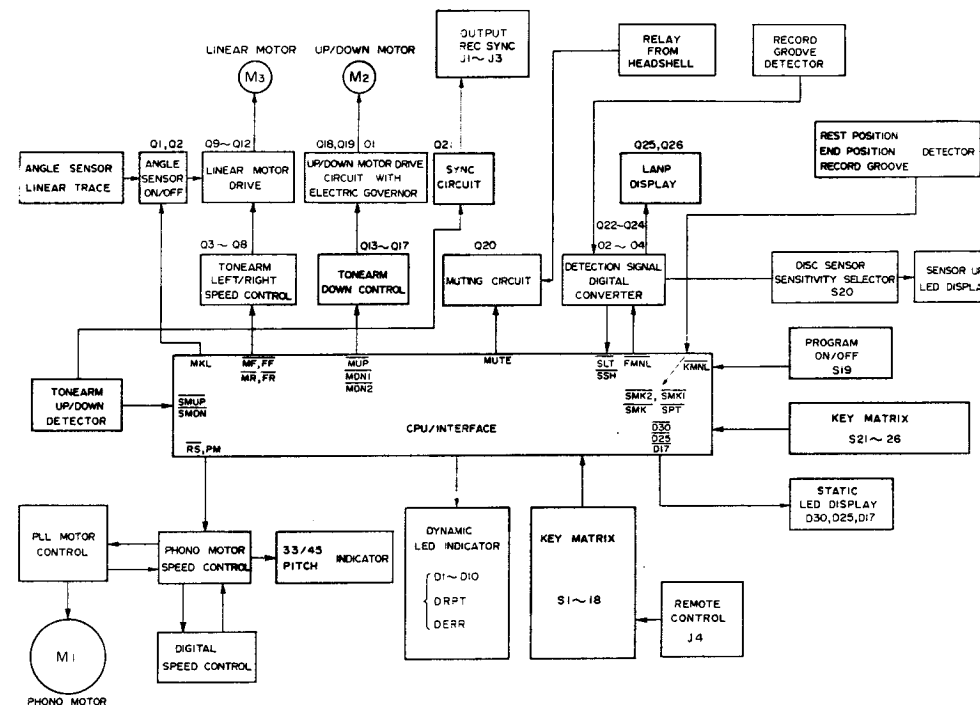 LINEAR MOTOR
M3
UP/DOWN MOTOR
M2
OUTPUT
REC SYNC
J1~J3
RELAY
FROM
HEADSHELL
RECORD
GROOVE
DETECTOR
ANGLE SENSOR
LINEAR TRACE
Q1,Q2
ANGLE
SENSOR
ON/OFF
Q9~Q12
LINEAR MOTOR
DRIVE
Q18,Q19 O1
UP/DOWN MOTOR DRIVE
CIRCUIT WITH
ELECTRIC GOVERNOR
Q21
SYNC
CIRCUIT
Q25,Q26
LANP
DISPLAY
REST POSITION
END POSITION
RECORD GROOVE
DETECTOR
Q3~Q8
TONEARM
LEFT/RIGHT
SPEED CONTROL
Q13~Q17
TONEARM
DOWN CONTROL
Q20
MUTING CIRCUIT
Q22~Q24
O2~O4
DETECTION SIGNAL
DIGITAL
CONVERTER
DISC SENSOR
SENSITIVITY SELECTOR
S20
SENSOR UP
LED DISPLA
TONEARM
UP/DOWN
DETECTOR
MKL
MF,FF
MR,FR
MUP
MDN1
MDN2
MUTE
SLT
SSH
FMNL
KMNL
SMUP
SMDN
SMK2, SMK1
SMK SPT
CPU/INTERFACE
D30
D25
D17
RS,PM
PROGRAM
ON/OFF
S19
KEY MATRIX
S21~26
STATIC
LED DISPLAY
D30,D25,D17
PLL MOTOR
CONTROL
PHONO MOTOR
SPEED CONTROL
33/45
PITCH INDICATOR
DIGITAL
SPEED CONTROL
M1
PHONO MOTOR
DYNAMIC
LED INDICATOR
D1~D10
DRPT
DERR
KEY MATRIX
S1~18
REMOTE
CONTROL
J4